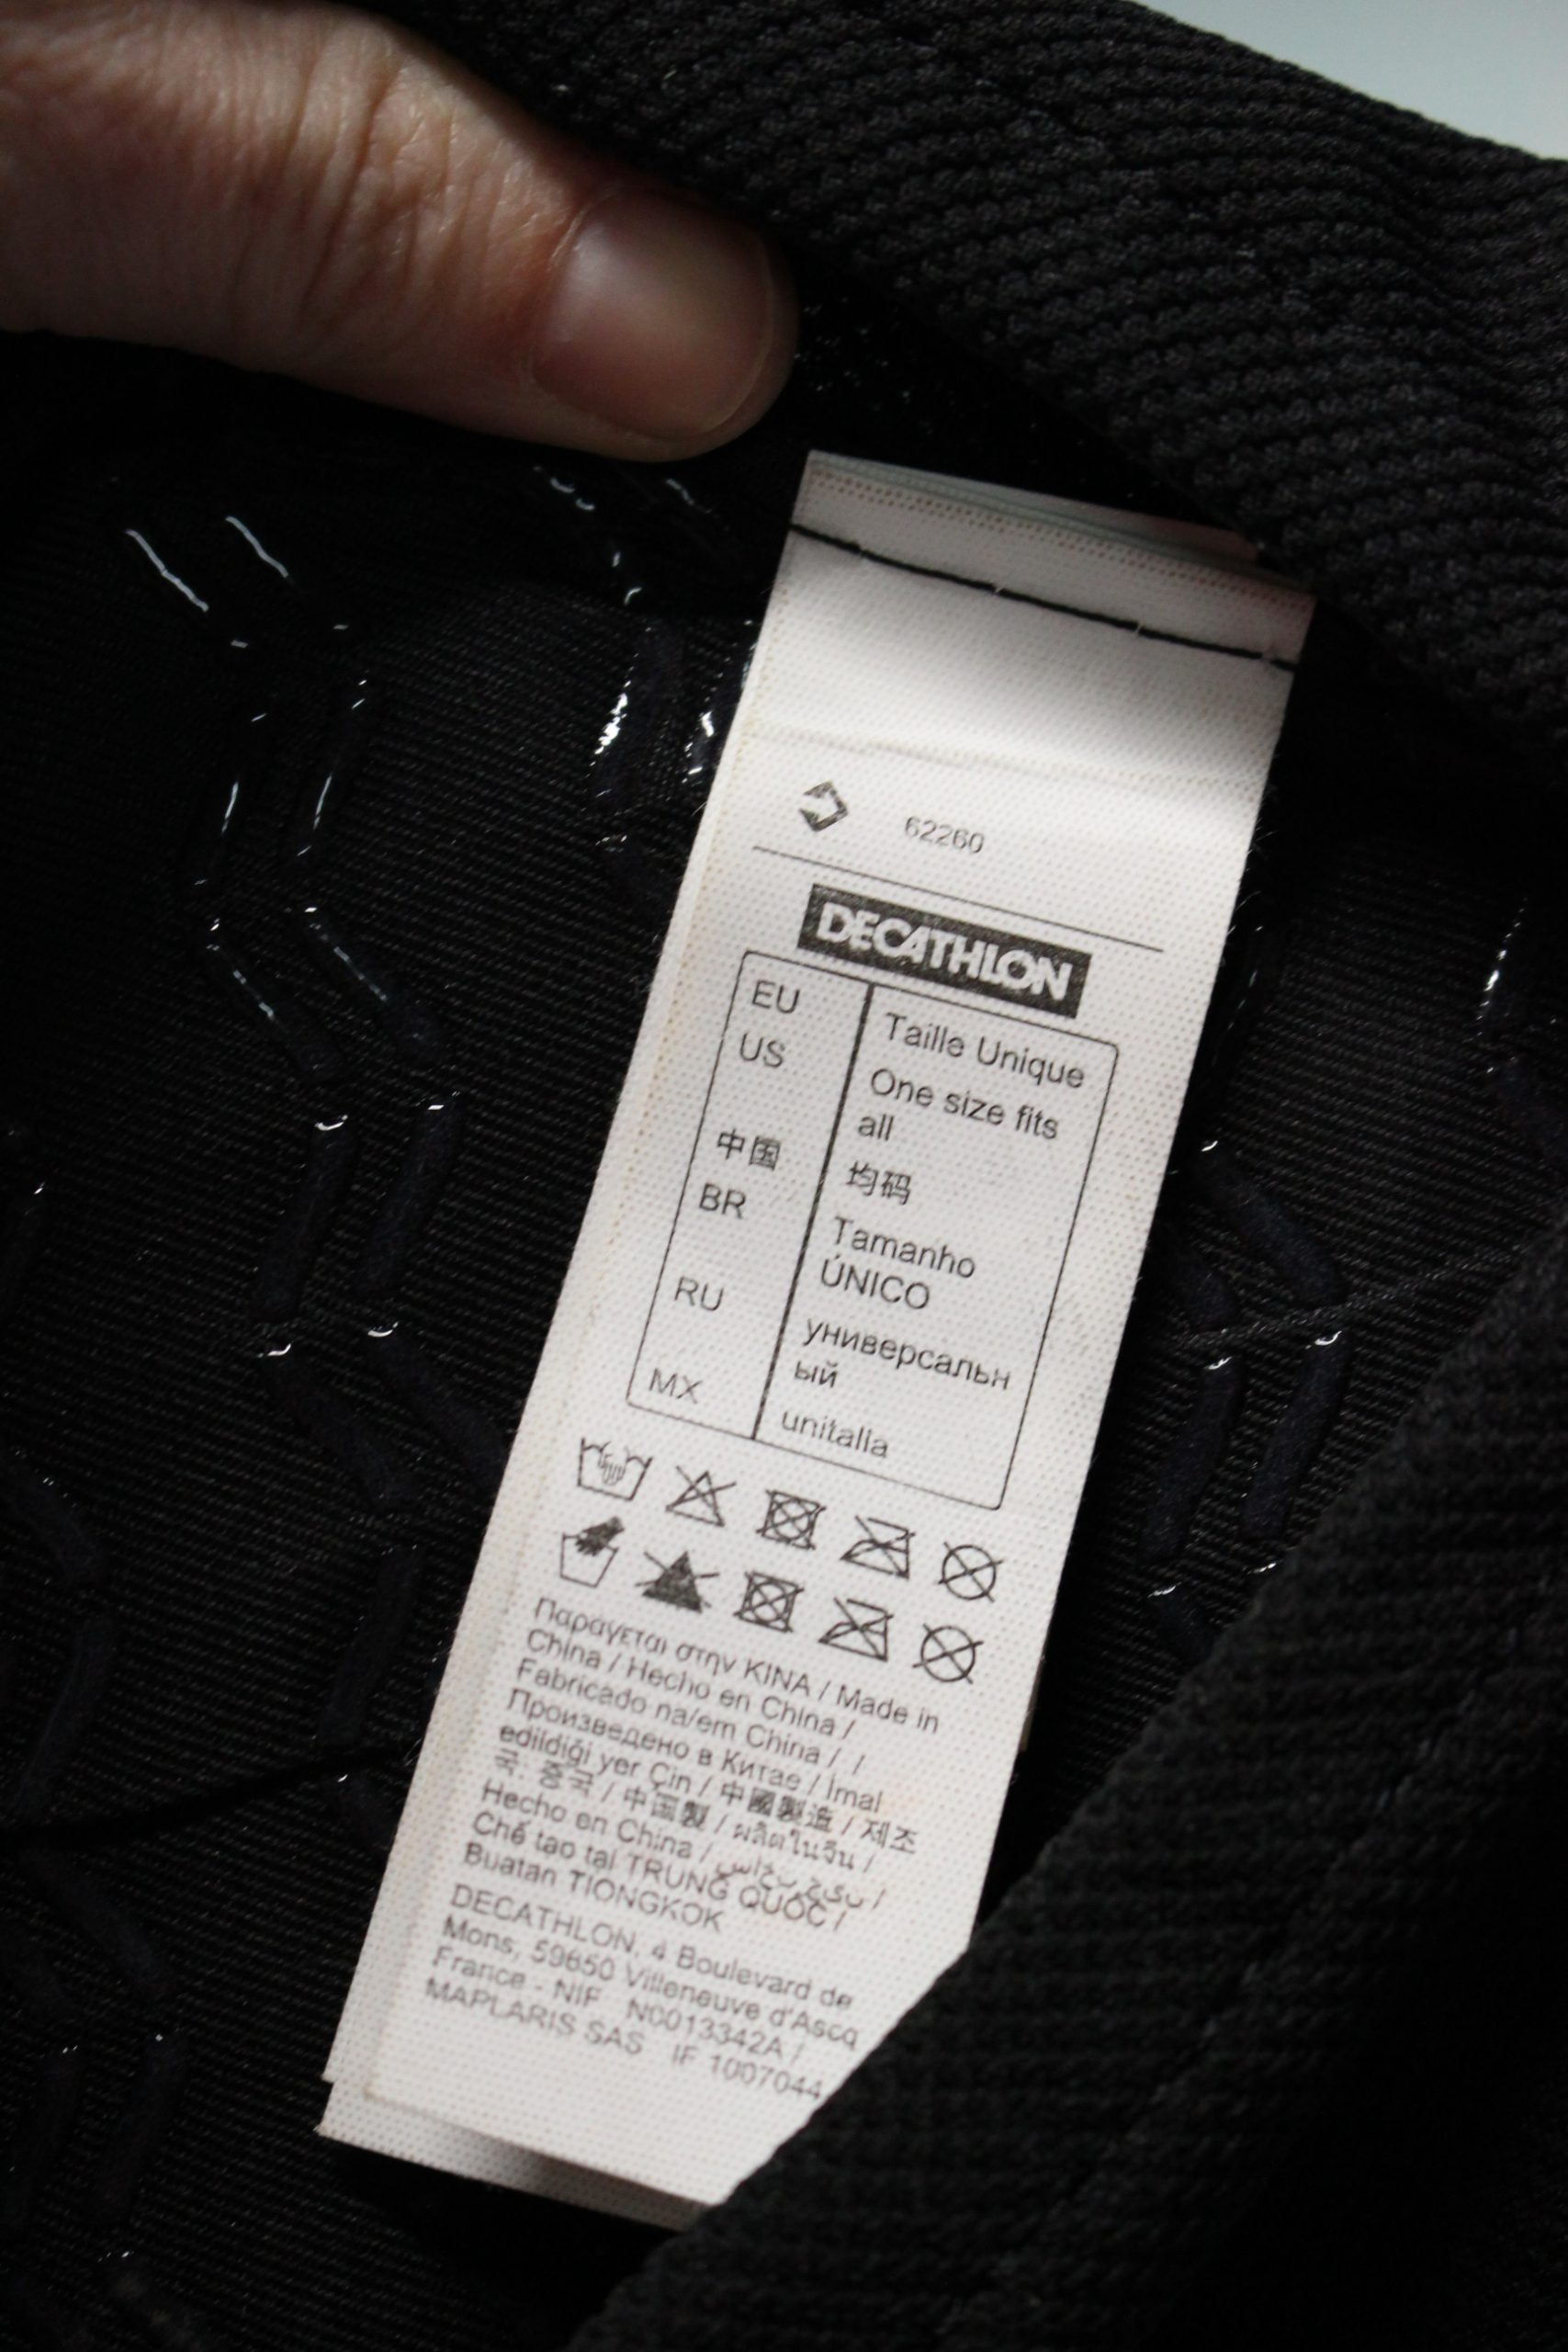 62260
DECATHLON
EU Taille Unique
US One size fits
all
中国 均码
BR Tamanho
ÚNICO
RU универсальн
ый
MX unitalla
Παράγεται στην KINA / Made in
China / Hecho en China /
Fabricado na/em China / /
Произведено в Китае / İmal
edildiği yer Çin / 中國製造 / 제조
국: 중국 / 中国製 / ผลิตในจีน /
Hecho en China /
Chế tạo tại TRUNG QUỐC /
Buatan TIONGKOK
DECATHLON, 4 Boulevard de
Mons, 59650 Villeneuve d'Ascq
France - NIF N0013342A /
MAPLARIS SAS IF 1007044